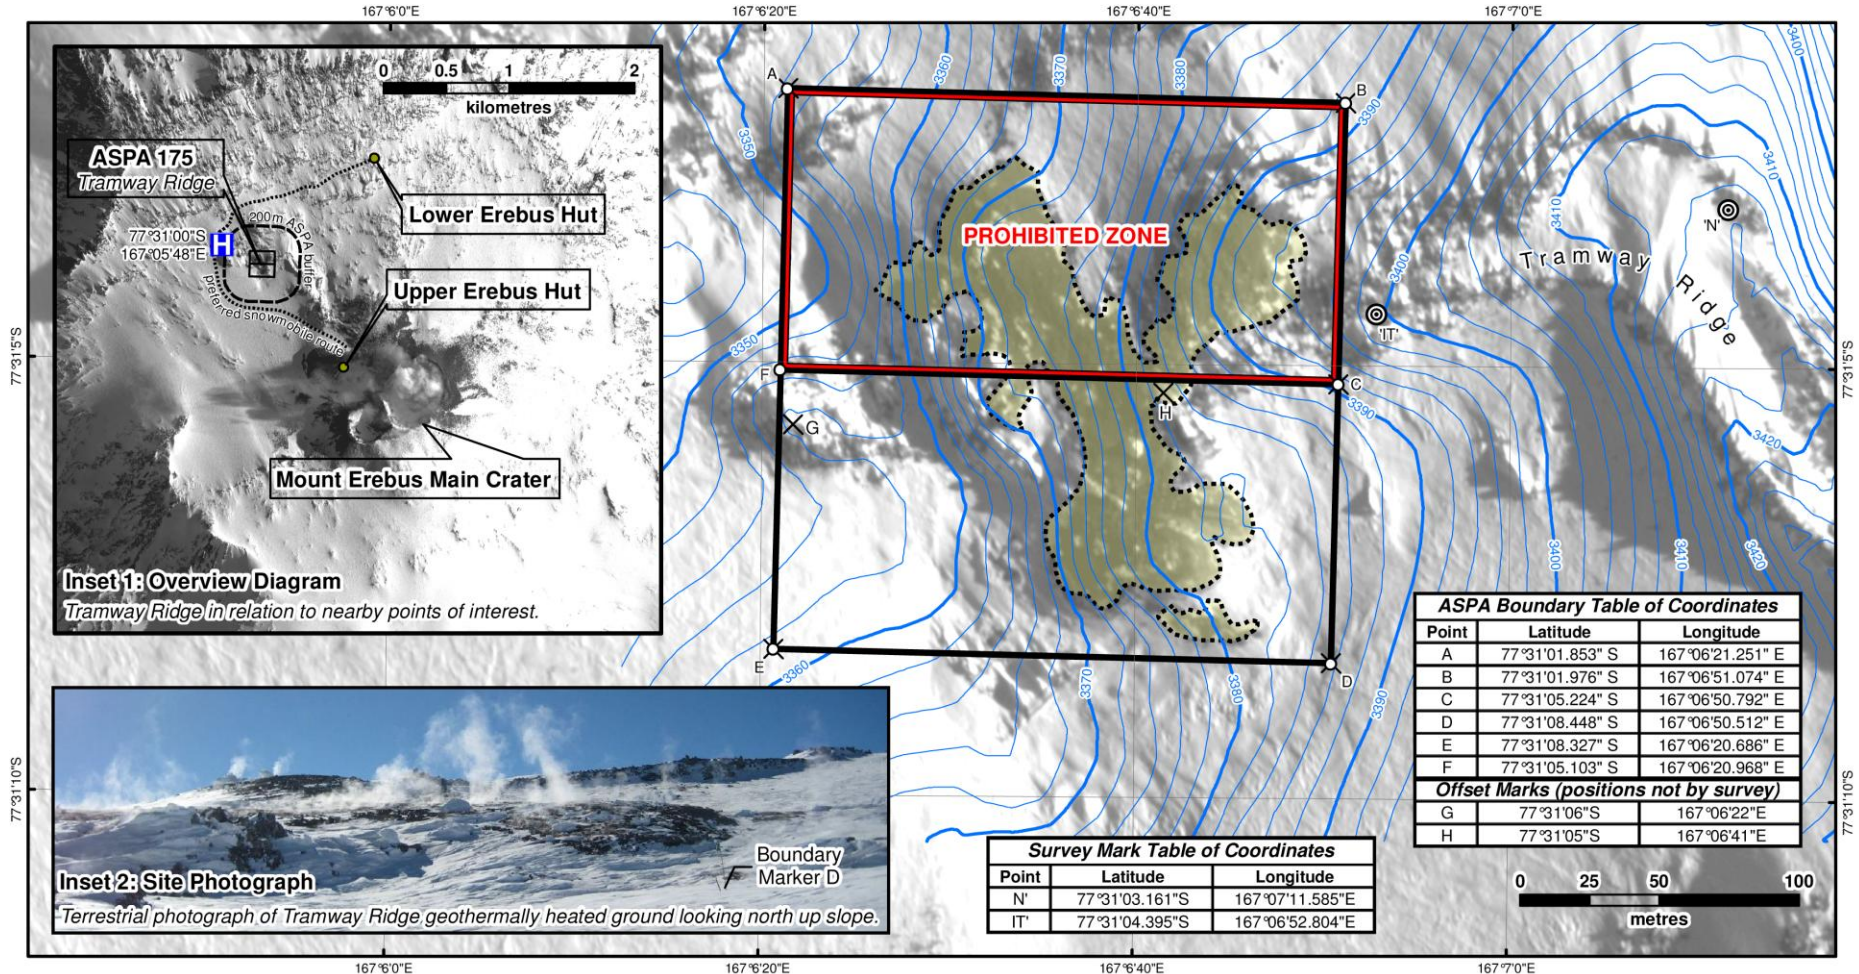 167°6'0"E
167°6'20"E
167°6'40"E
167°7'0"E
77°31'5"S
77°31'10"S
0 0.5 1 2
kilometres
ASPA 175
Tramway Ridge
Lower Erebus Hut
77°31'00"S
167°05'48"E
H
200m ASPA buffer
preferred snowmobile route
Upper Erebus Hut
Mount Erebus Main Crater
Inset 1: Overview Diagram
Tramway Ridge in relation to nearby points of interest.
A
B
3360
3370
3380
3390
3400
3350
3410
3410
PROHIBITED ZONE
'N'
Tramway
Ridge
3400
'IT'
3350
F
C
3390
H
G
3420
3400
3410
3420
E
3360
3370
3380
3390
D
ASPA Boundary Table of Coordinates
Point Latitude Longitude
A 77°31'01.853" S 167°06'21.251" E
B 77°31'01.976" S 167°06'51.074" E
C 77°31'05.224" S 167°06'50.792" E
D 77°31'08.448" S 167°06'50.512" E
E 77°31'08.327" S 167°06'20.686" E
F 77°31'05.103" S 167°06'20.968" E
Offset Marks (positions not by survey)
G 77°31'06"S 167°06'22"E
H 77°31'05"S 167°06'41"E
Boundary
Marker D
Inset 2: Site Photograph
Terrestrial photograph of Tramway Ridge geothermally heated ground looking north up slope.
Survey Mark Table of Coordinates
Point Latitude Longitude
N' 77°31'03.161"S 167°07'11.585"E
IT' 77°31'04.395"S 167°06'52.804"E
0 25 50 100
metres
77°31'5"S
77°31'10"S
167°6'0"E
167°6'20"E
167°6'40"E
167°7'0"E